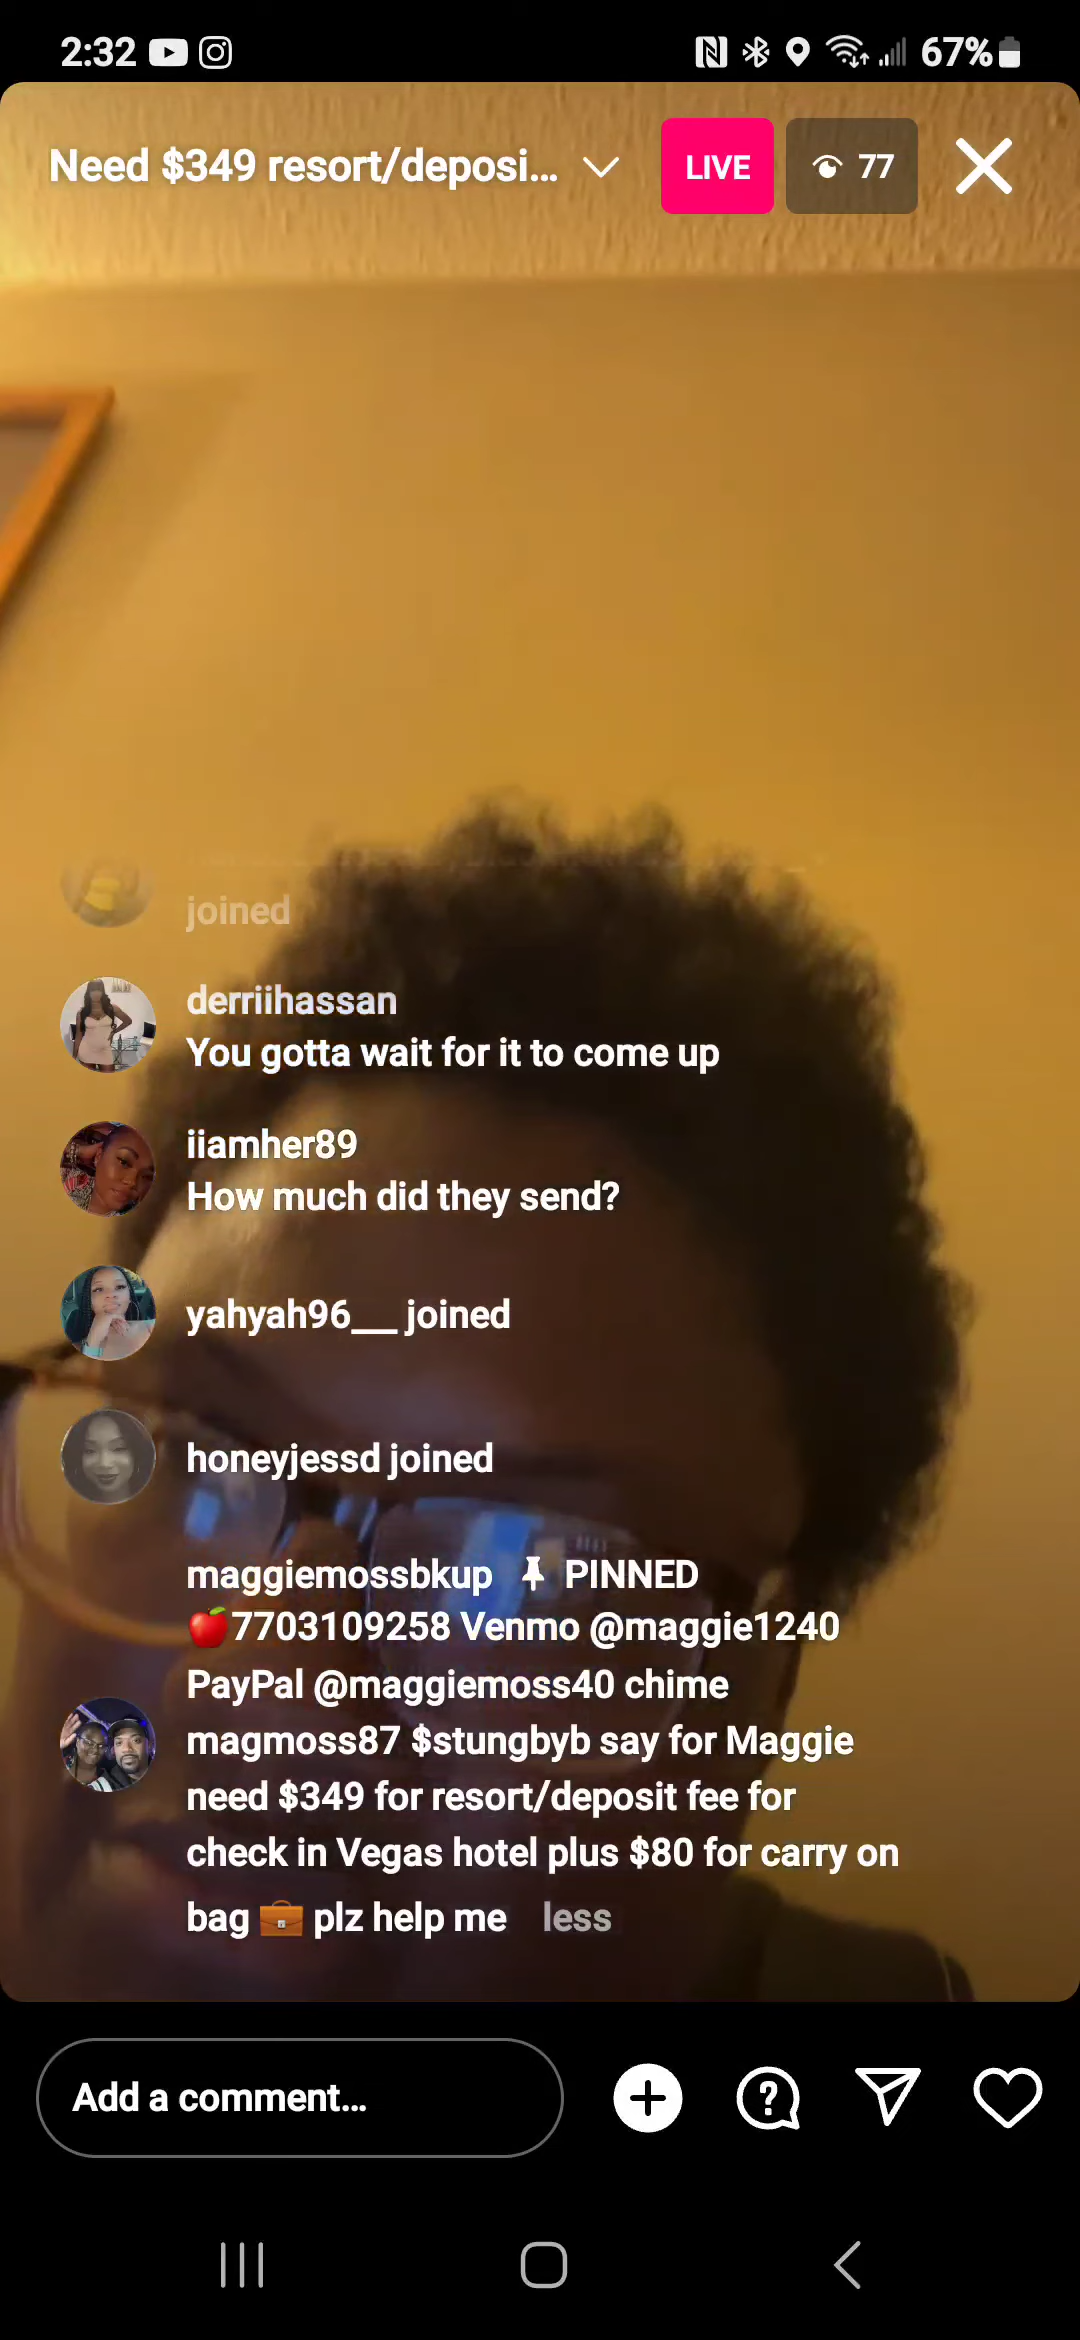 2:32 67%
Need $349 resort/deposi... LIVE 77
joined
derriihassan
You gotta wait for it to come up
iiamher89
How much did they send?
yahyah96__ joined
honeyjessd joined
maggiemossbkup PINNED
🍎7703109258 Venmo @maggie1240
PayPal @maggiemoss40 chime
magmoss87 $stungbyb say for Maggie
need $349 for resort/deposit fee for
check in Vegas hotel plus $80 for carry on
bag 💼 plz help me less
Add a comment...